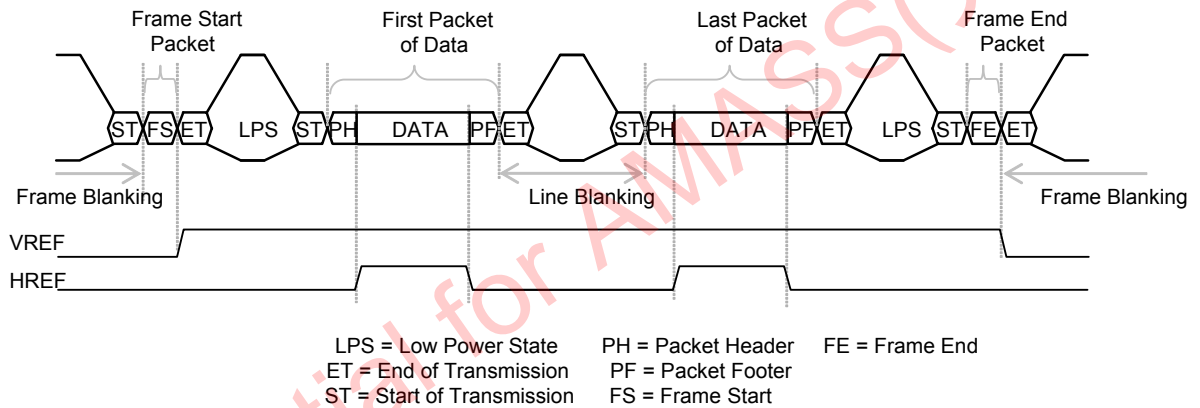 Frame Start
Packet
First Packet
of Data
Last Packet
of Data
Frame End
Packet
ST FS ET LPS ST PH DATA PF ET ST PH DATA PF ET LPS ST FE ET
Frame Blanking
Line Blanking
Frame Blanking
VREF
HREF
LPS = Low Power State PH = Packet Header FE = Frame End
ET = End of Transmission PF = Packet Footer
ST = Start of Transmission FS = Frame Start
tial for AMASS(